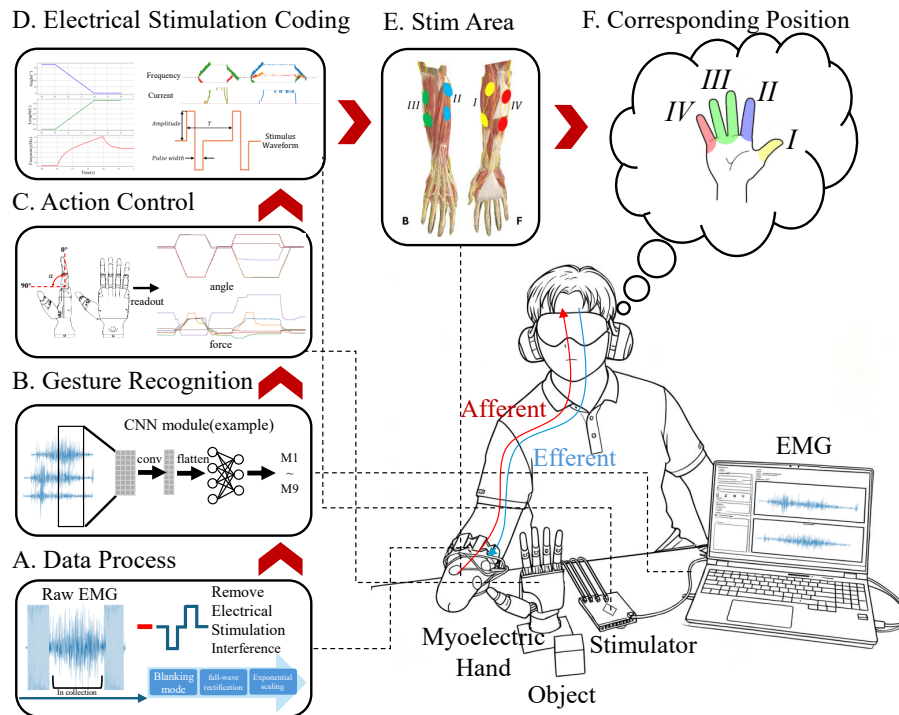 D. Electrical Stimulation Coding
E. Stim Area
F. Corresponding Position
Frequency
Current
Amplitude
T
Stimulus
Waveform
Pulse width
Time(s)
III
II
I
IV
B
F
III
II
IV
I
C. Action Control
0°
α
90°
readout
angle
force
B. Gesture Recognition
CNN module(example)
conv
flatten
M1
~
M9
A. Data Process
Raw EMG
In collection
Remove
Electrical
Stimulation
Interference
Blanking
mode
full-wave
rectification
Exponential
scaling
Afferent
Efferent
EMG
Myoelectric
Hand
Stimulator
Object